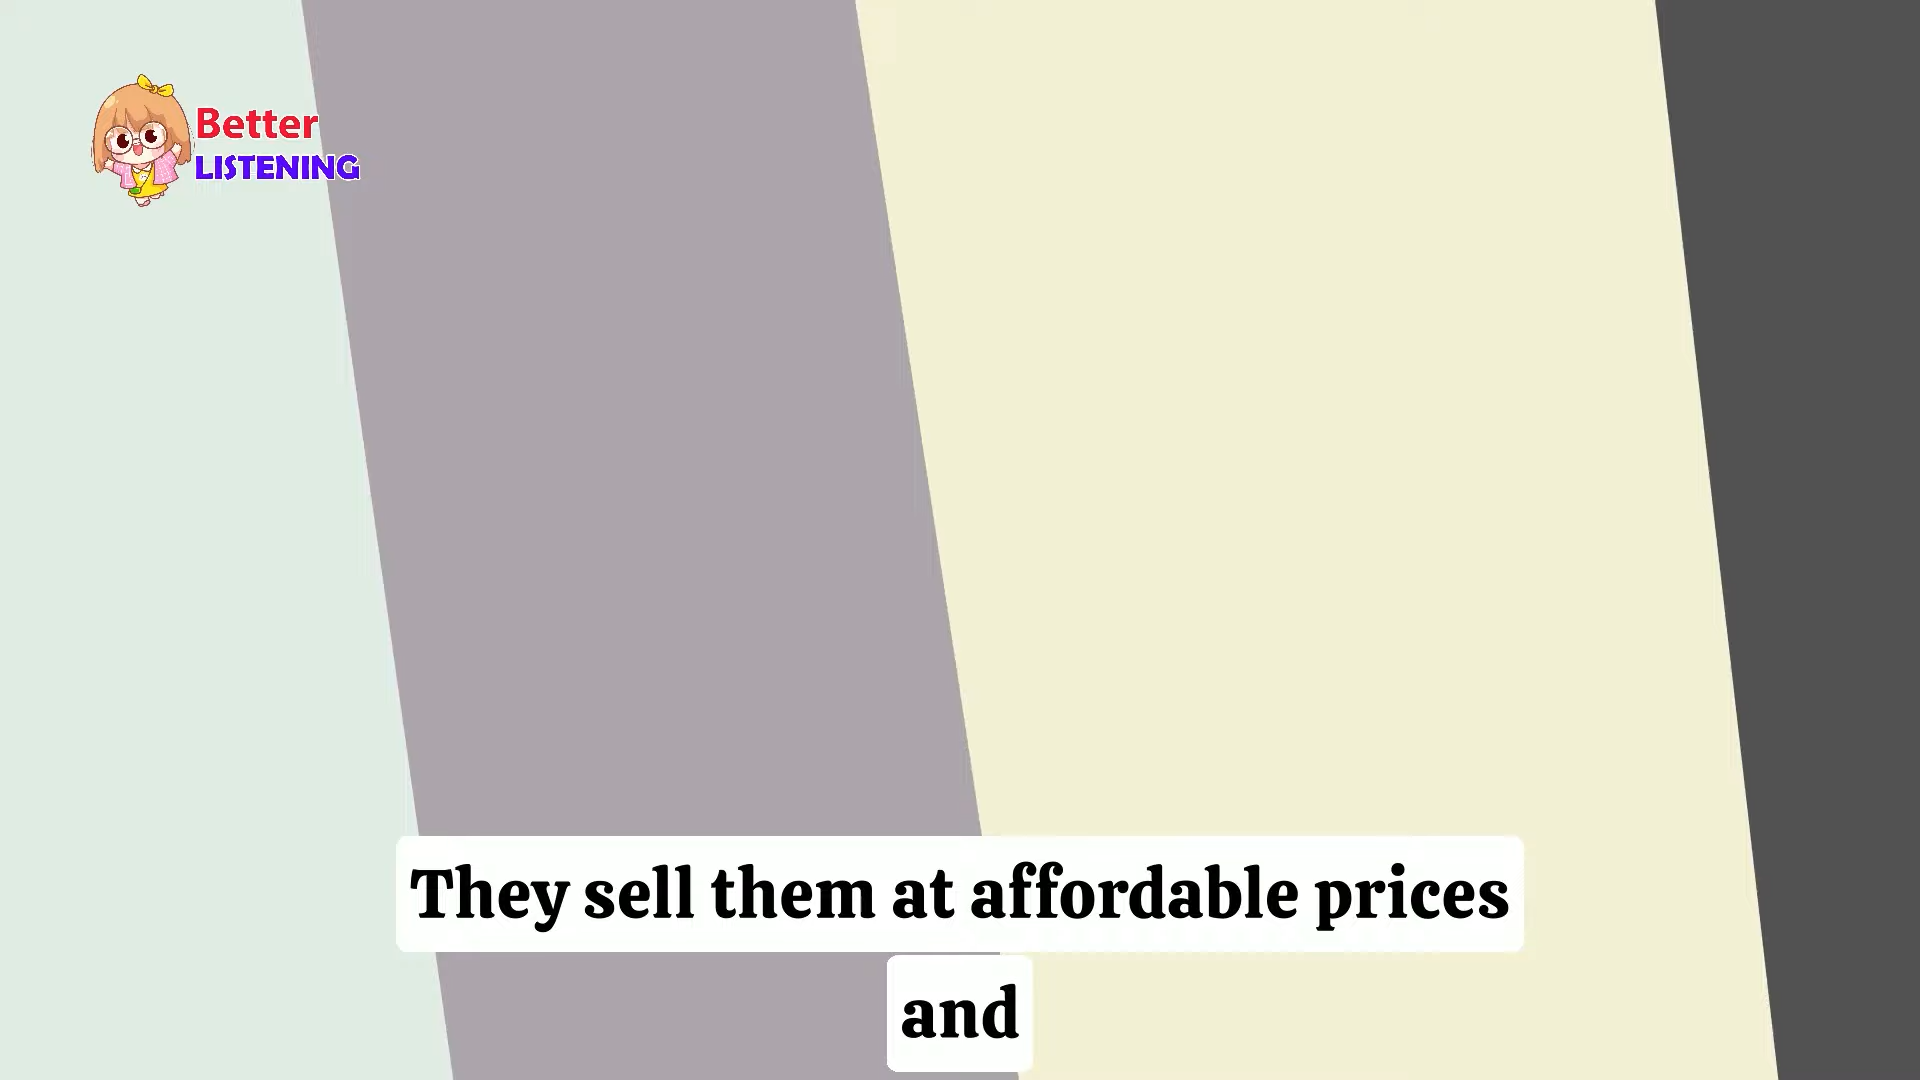 Better
LISTENING
They sell them at affordable prices
and